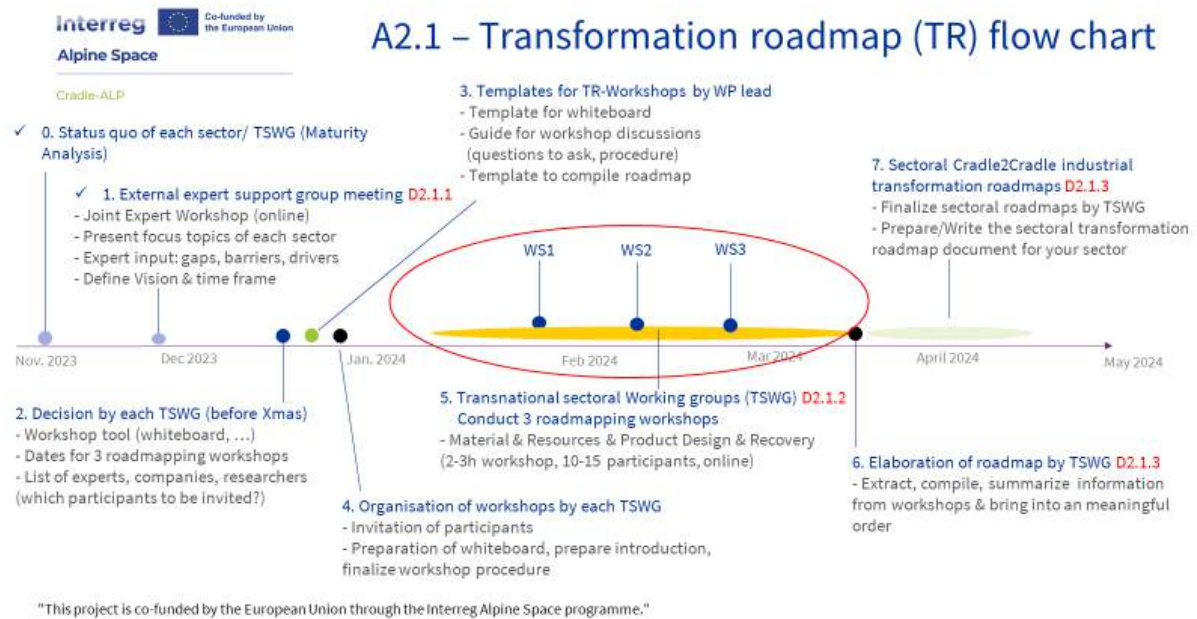 Interreg
Co-funded by
the European Union
Alpine Space
Cradle-ALP
A2.1 – Transformation roadmap (TR) flow chart
✓ 0. Status quo of each sector/ TSWG (Maturity
Analysis)
✓ 1. External expert support group meeting D2.1.1
- Joint Expert Workshop (online)
- Present focus topics of each sector
- Expert input: gaps, barriers, drivers
- Define Vision & time frame
3. Templates for TR-Workshops by WP lead
- Template for whiteboard
- Guide for workshop discussions
(questions to ask, procedure)
- Template to compile roadmap
7. Sectoral Cradle2Cradle industrial
transformation roadmaps D2.1.3
- Finalize sectoral roadmaps by TSWG
- Prepare/Write the sectoral transformation
roadmap document for your sector
WS1
WS2
WS3
Nov. 2023
Dec 2023
Jan. 2024
Feb 2024
Mar 2024
April 2024
May 2024
2. Decision by each TSWG (before Xmas)
- Workshop tool (whiteboard, ...)
- Dates for 3 roadmapping workshops
- List of experts, companies, researchers
(which participants to be invited?)
4. Organisation of workshops by each TSWG
- Invitation of participants
- Preparation of whiteboard, prepare introduction,
finalize workshop procedure
5. Transnational sectoral Working groups (TSWG) D2.1.2
Conduct 3 roadmapping workshops
- Material & Resources & Product Design & Recovery
(2-3h workshop, 10-15 participants, online)
6. Elaboration of roadmap by TSWG D2.1.3
- Extract, compile, summarize information
from workshops & bring into an meaningful
order
"This project is co-funded by the European Union through the Interreg Alpine Space programme."